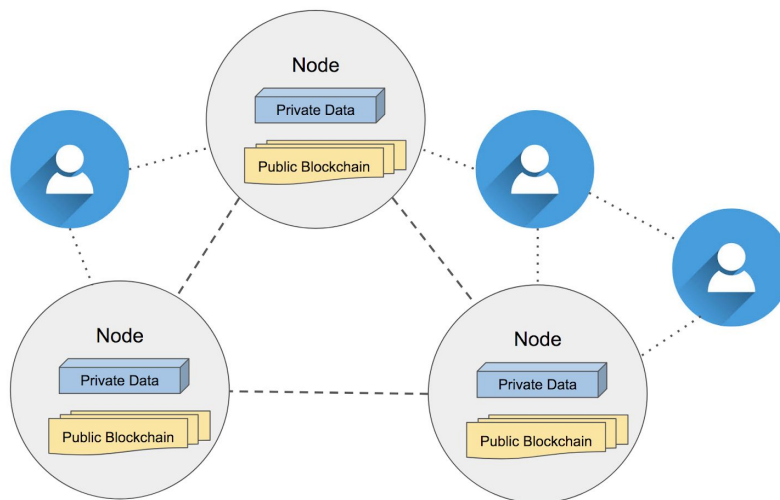 Node
Private Data
Public Blockchain
Node
Private Data
Public Blockchain
Node
Private Data
Public Blockchain